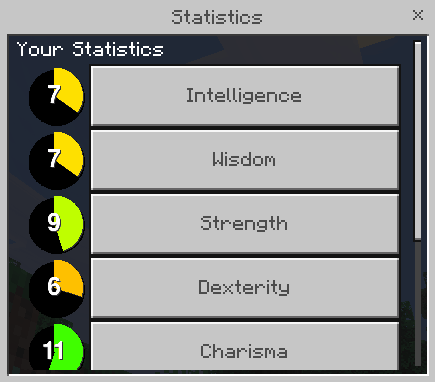 Statistics
Your Statistics
7 Intelligence
7 Wisdom
9 Strength
6 Dexterity
11 Charisma